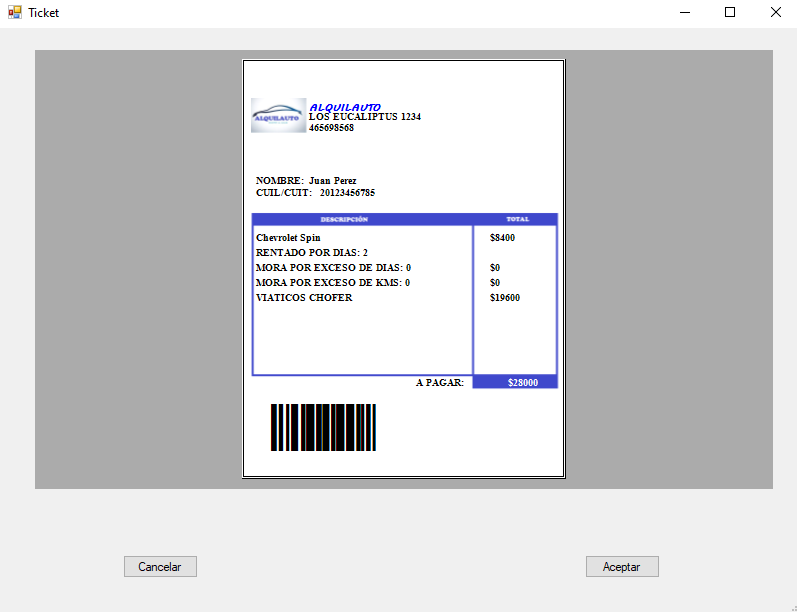 Ticket
ALQUILAUTO
ALQUILAUTO
LOS EUCALIPTUS 1234
465698568
NOMBRE: Juan Perez
CUIL/CUIT: 20123456785
DESCRIPCIÓN TOTAL
Chevrolet Spin $8400
RENTADO POR DIAS: 2
MORA POR EXCESO DE DIAS: 0 $0
MORA POR EXCESO DE KMS: 0 $0
VIATICOS CHOFER $19600
A PAGAR: $28000
Cancelar Aceptar